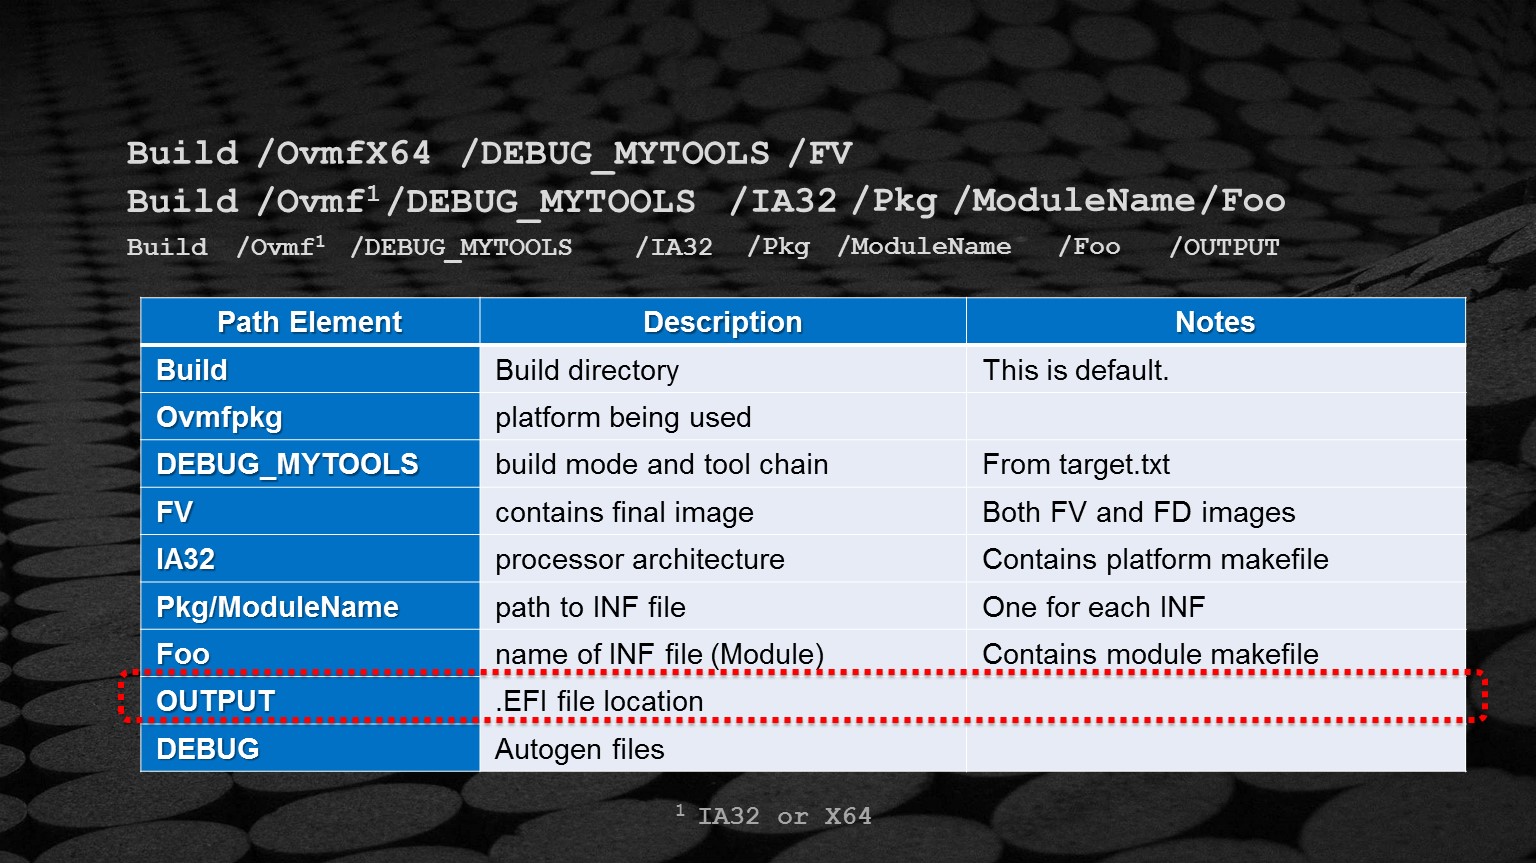 Build /OvmfX64 /DEBUG_MYTOOLS /FV
Build /Ovmf¹/DEBUG_MYTOOLS /IA32 /Pkg /ModuleName/Foo
Build /Ovmf¹ /DEBUG_MYTOOLS /IA32 /Pkg /ModuleName /Foo /OUTPUT
Path Element Description Notes
Build Build directory This is default.
Ovmfpkg platform being used
DEBUG_MYTOOLS build mode and tool chain From target.txt
FV contains final image Both FV and FD images
IA32 processor architecture Contains platform makefile
Pkg/ModuleName path to INF file One for each INF
Foo name of INF file (Module) Contains module makefile
OUTPUT .EFI file location
DEBUG Autogen files
¹ IA32 or X64